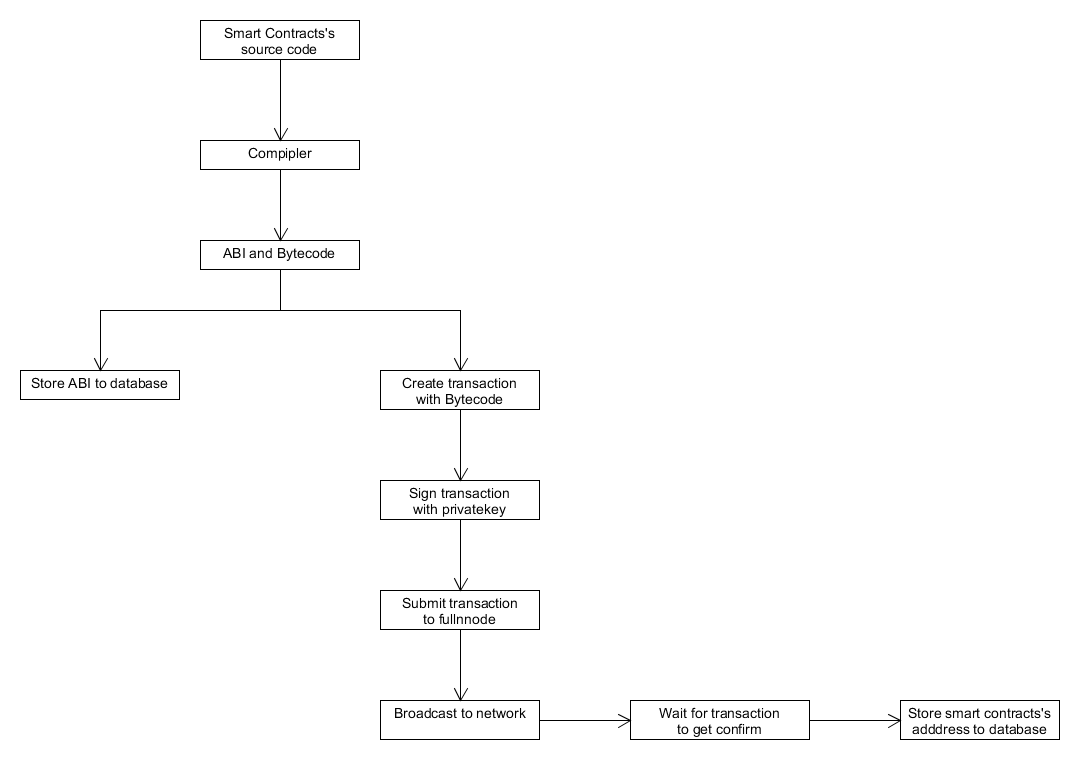 Smart Contracts's
source code
Compipler
ABI and Bytecode
Store ABI to database
Create transaction
with Bytecode
Sign transaction
with privatekey
Submit transaction
to fullnnode
Broadcast to network
Wait for transaction
to get confirm
Store smart contracts's
adddress to database